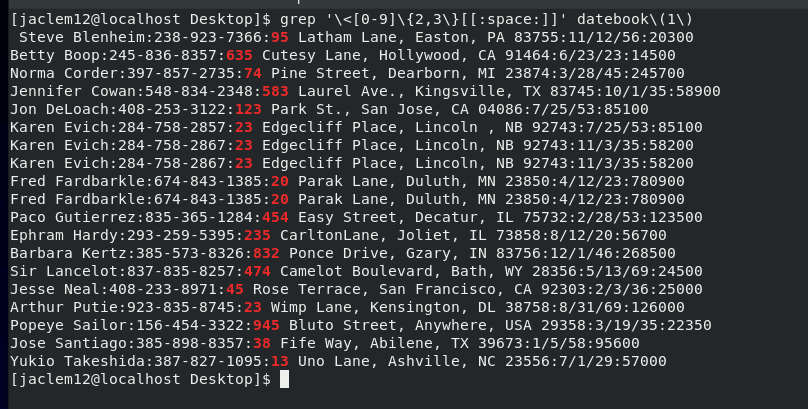 [jaclem12@localhost Desktop]$ grep '\<[0-9]\{2,3\}[[:space:]]' datebook\(1\)
Steve Blenheim:238-923-7366:95 Latham Lane, Easton, PA 83755:11/12/56:20300
Betty Boop:245-836-8357:635 Cutesy Lane, Hollywood, CA 91464:6/23/23:14500
Norma Corder:397-857-2735:74 Pine Street, Dearborn, MI 23874:3/28/45:245700
Jennifer Cowan:548-834-2348:583 Laurel Ave., Kingsville, TX 83745:10/1/35:58900
Jon DeLoach:408-253-3122:123 Park St., San Jose, CA 04086:7/25/53:85100
Karen Evich:284-758-2857:23 Edgecliff Place, Lincoln , NB 92743:7/25/53:85100
Karen Evich:284-758-2867:23 Edgecliff Place, Lincoln, NB 92743:11/3/35:58200
Karen Evich:284-758-2867:23 Edgecliff Place, Lincoln, NB 92743:11/3/35:58200
Fred Fardbarkle:674-843-1385:20 Parak Lane, Duluth, MN 23850:4/12/23:780900
Fred Fardbarkle:674-843-1385:20 Parak Lane, Duluth, MN 23850:4/12/23:780900
Paco Gutierrez:835-365-1284:454 Easy Street, Decatur, IL 75732:2/28/53:123500
Ephram Hardy:293-259-5395:235 CarltonLane, Joliet, IL 73858:8/12/20:56700
Barbara Kertz:385-573-8326:832 Ponce Drive, Gzary, IN 83756:12/1/46:268500
Sir Lancelot:837-835-8257:474 Camelot Boulevard, Bath, WY 28356:5/13/69:24500
Jesse Neal:408-233-8971:45 Rose Terrace, San Francisco, CA 92303:2/3/36:25000
Arthur Putie:923-835-8745:23 Wimp Lane, Kensington, DL 38758:8/31/69:126000
Popeye Sailor:156-454-3322:945 Bluto Street, Anywhere, USA 29358:3/19/35:22350
Jose Santiago:385-898-8357:38 Fife Way, Abilene, TX 39673:1/5/58:95600
Yukio Takeshida:387-827-1095:13 Uno Lane, Ashville, NC 23556:7/1/29:57000
[jaclem12@localhost Desktop]$